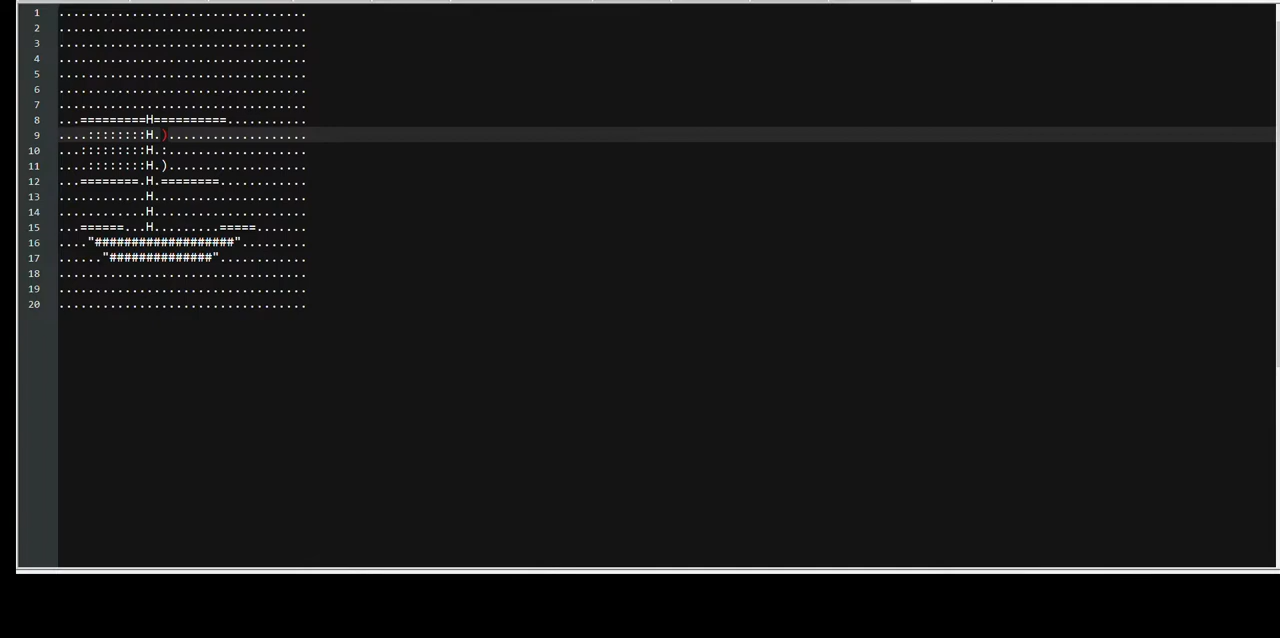 1 ..................................
2 ..................................
3 ..................................
4 ..................................
5 ..................................
6 ..................................
7 ..................................
8 ...=========H==========...........
9 ....::::::::H.)...................
10 ...:::::::::H.:...................
11 ....::::::::H.)...................
12 ...========.H.========............
13 ............H.....................
14 ............H.....................
15 ...======...H.........=====.......
16 ...."###################".........
17 ......"##############"............
18 ..................................
19 ..................................
20 ..................................